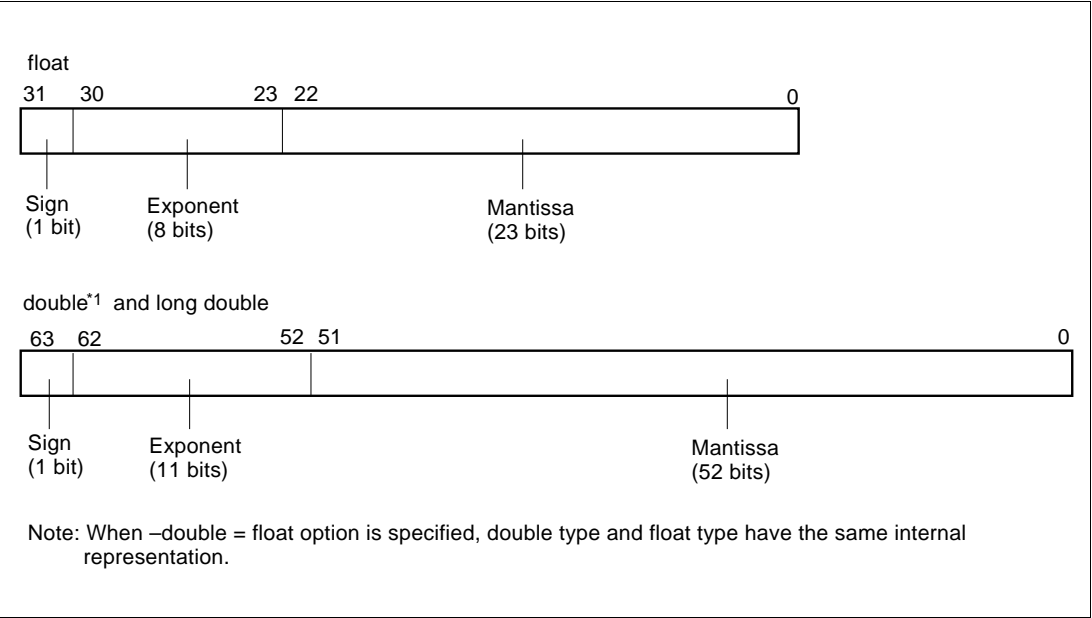 float
31 30 23 22 0
Sign Exponent Mantissa
(1 bit) (8 bits) (23 bits)
double*1 and long double
63 62 52 51 0
Sign Exponent Mantissa
(1 bit) (11 bits) (52 bits)
Note: When –double = float option is specified, double type and float type have the same internal
representation.